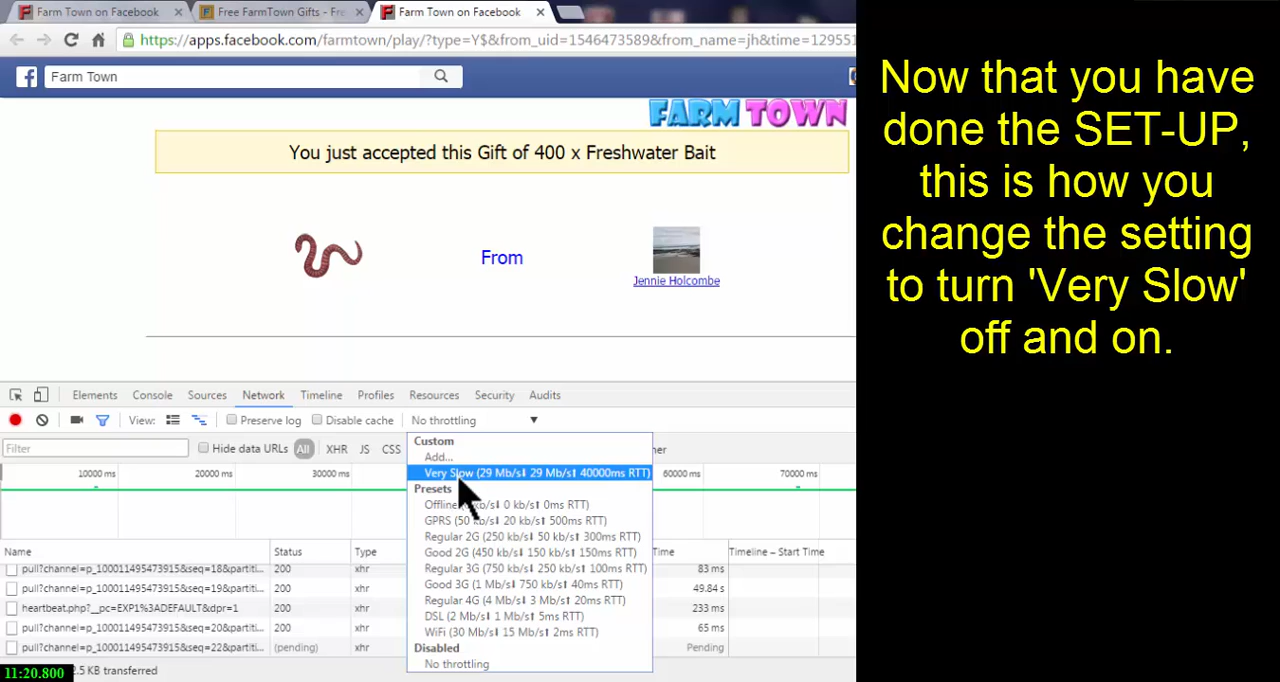 Farm Town on Facebook
Free FarmTown Gifts - Fre
Farm Town on Facebook
https://apps.facebook.com/farmtown/play/?type=Y$&from_uid=1546473589&from_name=jh&time=129551
Farm Town
FARM TOWN
You just accepted this Gift of 400 x Freshwater Bait
From
Jennie Holcombe
Elements Console Sources Network Timeline Profiles Resources Security Audits
View: Preserve log Disable cache No throttling
Filter Hide data URLs All XHR JS CSS
10000 ms 20000 ms 30000 ms 60000 ms 70000 ms
Custom
Add...
Very Slow (29 Mb/s⬇ 29 Mb/s⬆ 40000ms RTT)
Presets
Offline kb/s⬇ 0 kb/s⬆ 0ms RTT)
GPRS (50 kb/s⬇ 20 kb/s⬆ 500ms RTT)
Regular 2G (250 kb/s⬇ 50 kb/s⬆ 300ms RTT)
Good 2G (450 kb/s⬇ 150 kb/s⬆ 150ms RTT)
Regular 3G (750 kb/s⬇ 250 kb/s⬆ 100ms RTT)
Good 3G (1 Mb/s⬇ 750 kb/s⬆ 40ms RTT)
Regular 4G (4 Mb/s⬇ 3 Mb/s⬆ 20ms RTT)
DSL (2 Mb/s⬇ 1 Mb/s⬆ 5ms RTT)
WiFi (30 Mb/s⬇ 15 Mb/s⬆ 2ms RTT)
Disabled
No throttling
Name Status Type Time Timeline – Start Time
pull?channel=p_100011495473915&seq=18&partiti... 200 xhr 83 ms
pull?channel=p_100011495473915&seq=19&partiti... 200 xhr 49.84 s
heartbeat.php?__pc=EXP1%3ADEFAULT&dpr=1 200 xhr 233 ms
pull?channel=p_100011495473915&seq=20&partiti... 200 xhr 65 ms
pull?channel=p_100011495473915&seq=22&partiti... (pending) xhr Pending
11:20.800 2.5 KB transferred
Now that you have
done the SET-UP,
this is how you
change the setting
to turn 'Very Slow'
off and on.